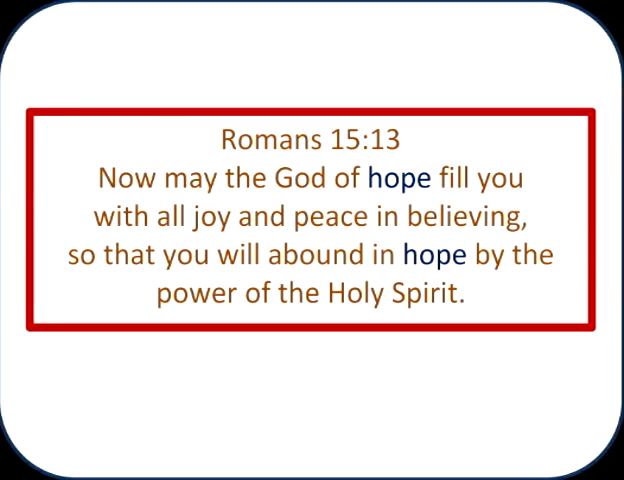 Romans 15:13
Now may the God of hope fill you
with all joy and peace in believing,
so that you will abound in hope by the
power of the Holy Spirit.